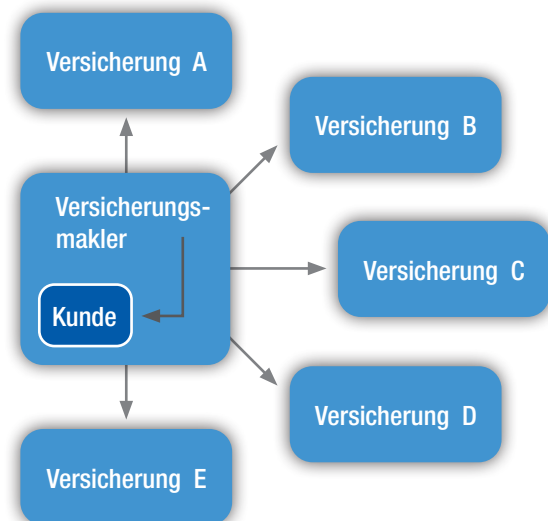 Versicherung A
Versicherung B
Versicherungs-
makler
Versicherung C
Kunde
Versicherung D
Versicherung E